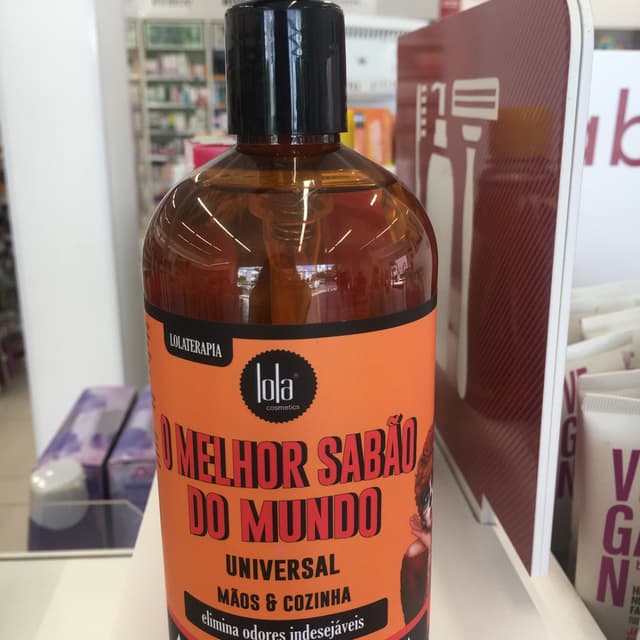 LOLATERAPIA
lola
cosmetics
O MELHOR SABÃO
DO MUNDO
UNIVERSAL
MÃOS & COZINHA
elimina odores indesejáveis
VE
GA
N